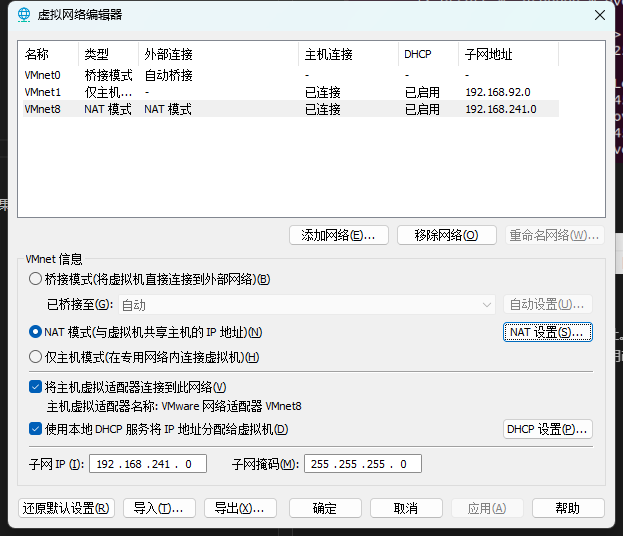 虚拟网络编辑器
名称 类型 外部连接 主机连接 DHCP 子网地址
VMnet0 桥接模式 自动桥接 - - -
VMnet1 仅主机... - 已连接 已启用 192.168.92.0
VMnet8 NAT 模式 NAT 模式 已连接 已启用 192.168.241.0
添加网络(E)... 移除网络(O) 重命名网络(W)...
VMnet 信息
桥接模式(将虚拟机直接连接到外部网络)(B)
已桥接至(G): 自动 自动设置(U)...
NAT 模式(与虚拟机共享主机的 IP 地址)(N) NAT 设置(S)...
仅主机模式(在专用网络内连接虚拟机)(H)
将主机虚拟适配器连接到此网络(V)
主机虚拟适配器名称: VMware 网络适配器 VMnet8
使用本地 DHCP 服务将 IP 地址分配给虚拟机(D) DHCP 设置(P)...
子网 IP (I): 192 . 168 . 241 . 0 子网掩码(M): 255 . 255 . 255 . 0
还原默认设置(R) 导入(T)... 导出(X)... 确定 取消 应用(A) 帮助